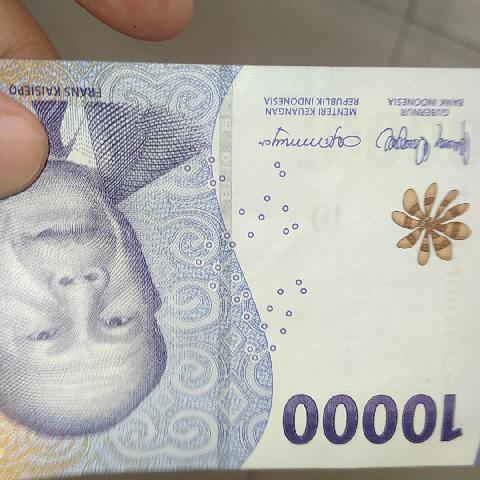 10000
GUBERNUR
BANK INDONESIA
MENTERI KEUANGAN
REPUBLIK INDONESIA
FRANS KAISIEPO